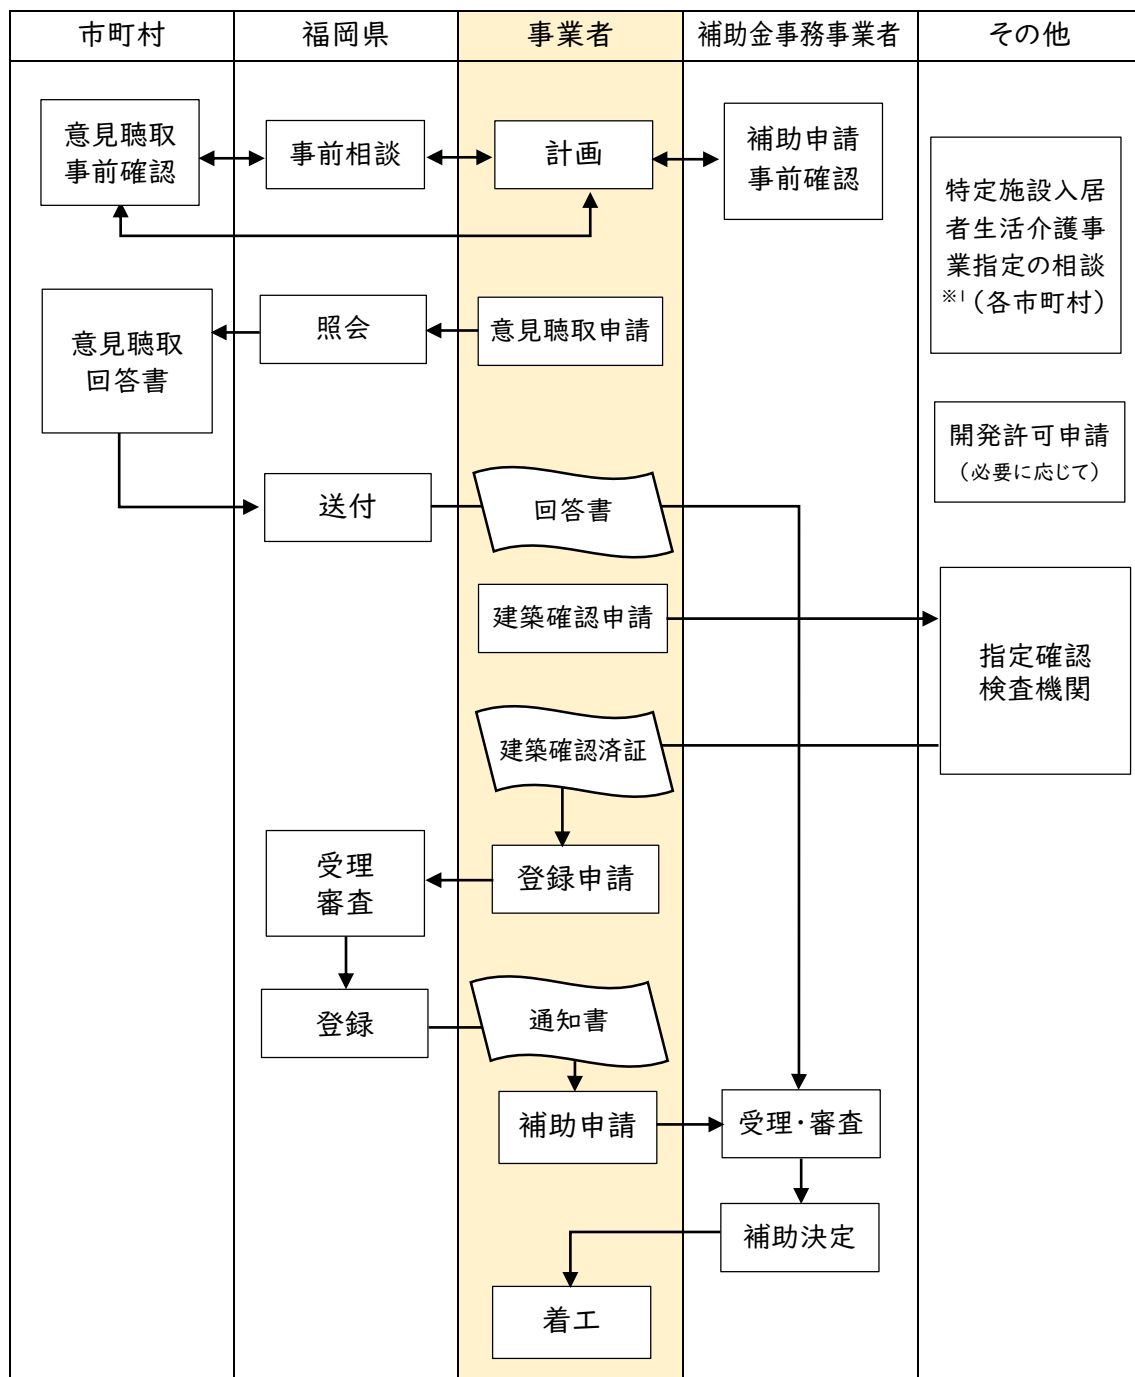 市町村
福岡県
事業者
補助金事務事業者
その他
意見聴取
事前確認
事前相談
計画
補助申請
事前確認
特定施設入居
者生活介護事
業指定の相談
※1(各市町村)
意見聴取
回答書
照会
意見聴取申請
開発許可申請
(必要に応じて)
送付
回答書
建築確認申請
指定確認
検査機関
建築確認済証
受理
審査
登録申請
登録
通知書
補助申請
受理・審査
補助決定
着工